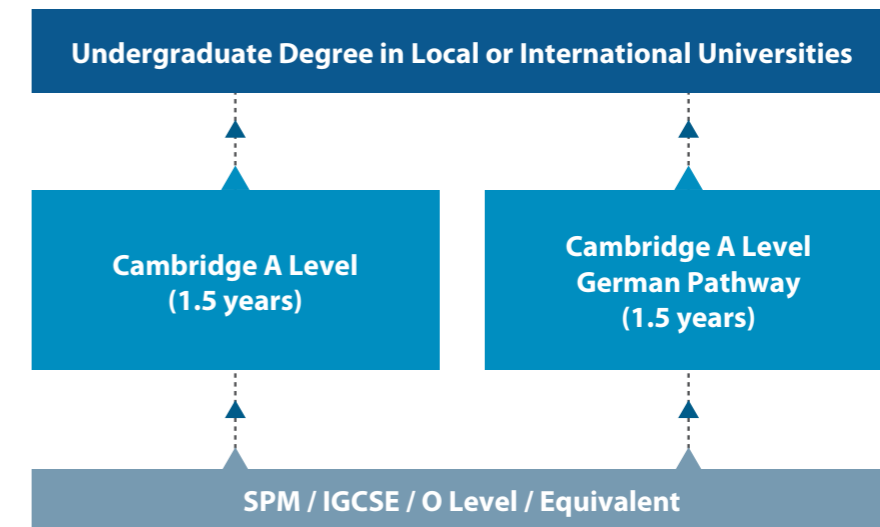 Undergraduate Degree in Local or International Universities
Cambridge A Level
(1.5 years)
Cambridge A Level
German Pathway
(1.5 years)
SPM / IGCSE / O Level / Equivalent